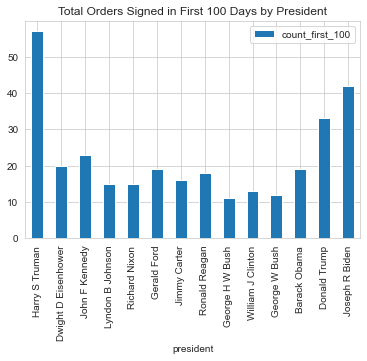 Total Orders Signed in First 100 Days by President
count_first_100
50
40
30
20
10
0
Harry S Truman
Dwight D Eisenhower
John F Kennedy
Lyndon B Johnson
Richard Nixon
Gerald Ford
Jimmy Carter
Ronald Reagan
George H W Bush
William J Clinton
George W Bush
Barack Obama
Donald Trump
Joseph R Biden
president